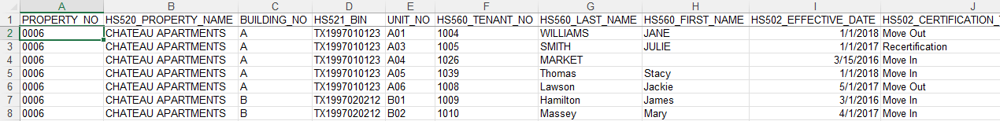 A B C D E F G H I J
1 PROPERTY_NO HS520_PROPERTY_NAME BUILDING_NO HS521_BIN UNIT_NO HS560_TENANT_NO HS560_LAST_NAME HS560_FIRST_NAME HS502_EFFECTIVE_DATE HS502_CERTIFICATION_
2 0006 CHATEAU APARTMENTS A TX1997010123 A01 1004 WILLIAMS JANE 1/1/2018 Move Out
3 0006 CHATEAU APARTMENTS A TX1997010123 A03 1005 SMITH JULIE 1/1/2017 Recertification
4 0006 CHATEAU APARTMENTS A TX1997010123 A04 1026 MARKET 3/15/2016 Move In
5 0006 CHATEAU APARTMENTS A TX1997010123 A05 1039 Thomas Stacy 1/1/2018 Move In
6 0006 CHATEAU APARTMENTS A TX1997010123 A06 1008 Lawson Jackie 5/1/2017 Move Out
7 0006 CHATEAU APARTMENTS B TX1997020212 B01 1009 Hamilton James 3/1/2016 Move In
8 0006 CHATEAU APARTMENTS B TX1997020212 B02 1010 Massey Mary 4/1/2017 Move In